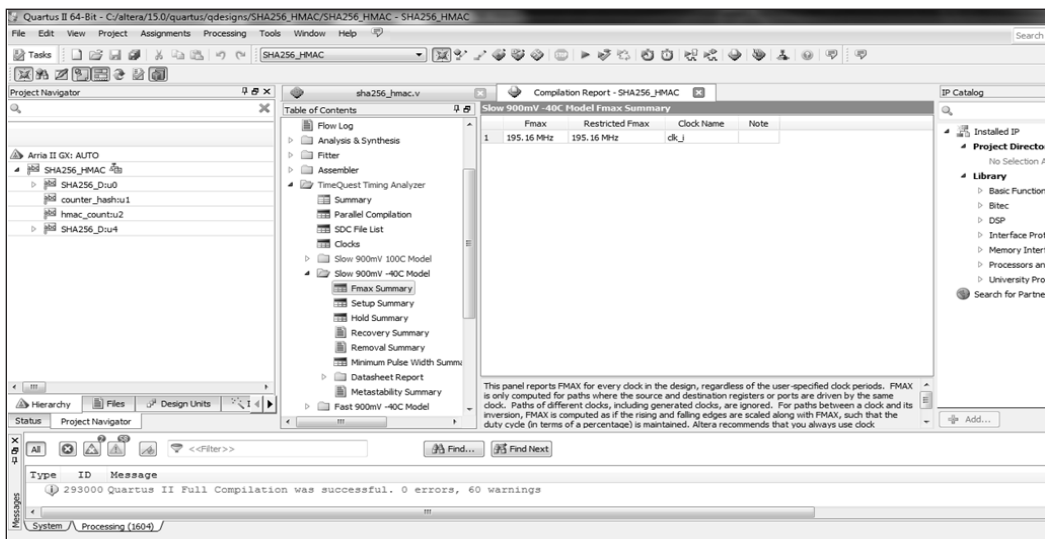 Quartus II 64-Bit - C:/altera/15.0/quartus/qdesigns/SHA256_HMAC/SHA256_HMAC - SHA256_HMAC
File Edit View Project Assignments Processing Tools Window Help
Search
Tasks
SHA256_HMAC
Project Navigator
Arria II GX: AUTO
SHA256_HMAC
SHA256_D:u0
counter_hash:u1
hmac_count:u2
SHA256_D:u4
Hierarchy Files Design Units
Status Project Navigator
sha256_hmac.v
Compilation Report - SHA256_HMAC
Table of Contents
Flow Log
Analysis & Synthesis
Fitter
Assembler
TimeQuest Timing Analyzer
Summary
Parallel Compilation
SDC File List
Clocks
Slow 900mV 100C Model
Slow 900mV -40C Model
Fmax Summary
Setup Summary
Hold Summary
Recovery Summary
Removal Summary
Minimum Pulse Width Summa
Datasheet Report
Metastability Summary
Fast 900mV -40C Model
Slow 900mV -40C Model Fmax Summary
Fmax Restricted Fmax Clock Name Note
1 195.16 MHz 195.16 MHz clk_i
This panel reports FMAX for every clock in the design, regardless of the user-specified clock periods. FMAX
is only computed for paths where the source and destination registers or ports are driven by the same
clock. Paths of different clocks, including generated clocks, are ignored. For paths between a clock and its
inversion, FMAX is computed as if the rising and falling edges are scaled along with FMAX, such that the
duty cycle (in terms of a percentage) is maintained. Altera recommends that you always use clock
IP Catalog
Installed IP
Project Directo
No Selection A
Library
Basic Function
Bitec
DSP
Interface Prot
Memory Interf
Processors an
University Pro
Search for Partne
Add...
All
<<Filter>>
Find...
Find Next
Type ID Message
293000 Quartus II Full Compilation was successful. 0 errors, 60 warnings
Messages
System Processing (1604)